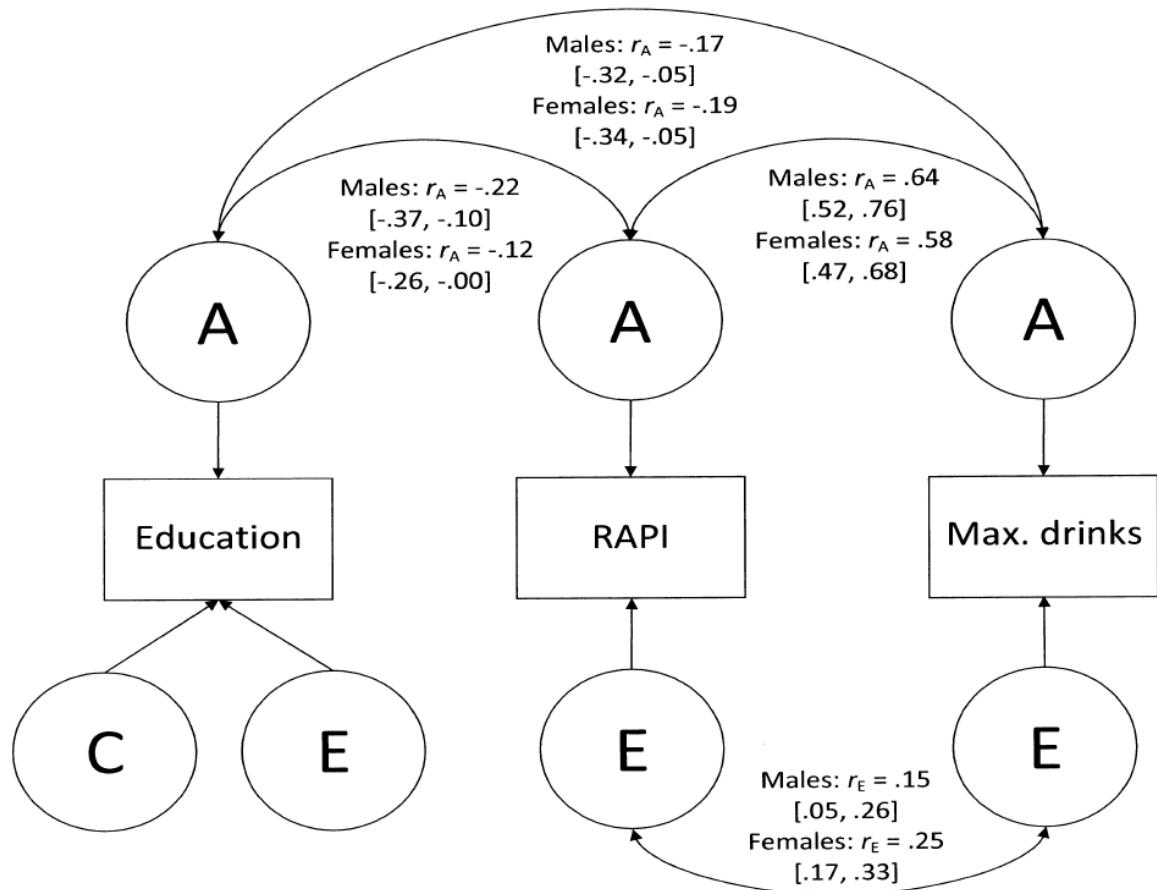 Males: rA = -.17
[-.32, -.05]
Females: rA = -.19
[-.34, -.05]
Males: rA = -.22
[-.37, -.10]
Females: rA = -.12
[-.26, -.00]
Males: rA = .64
[.52, .76]
Females: rA = .58
[.47, .68]
A
A
A
Education
RAPI
Max. drinks
C
E
E
E
Males: rE = .15
[.05, .26]
Females: rE = .25
[.17, .33]